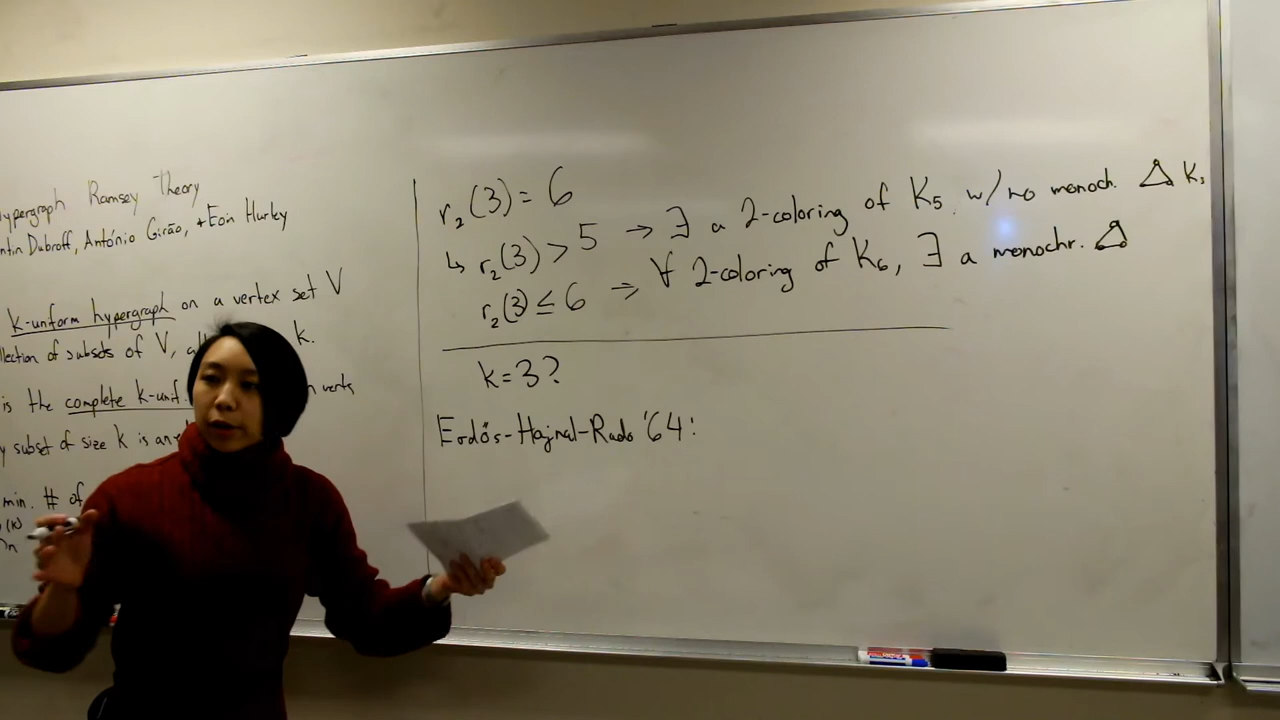 ypergraph Ramsey Theory
ntin Dubroff, António Girão, + Eoin Hurley
k-uniform hypergraph on a vertex set V
llection of subsets of V, k.
is the complete k-unif. verts
y subset of size k is an
min. # of
(k)
n
r₂(3) = 6
↳ r₂(3) > 5 → ∃ a 2-coloring of K₅ w/ no monoch. △ K₃
r₂(3) ≤ 6 → ∀ 2-coloring of K₆, ∃ a monochr. △
k=3?
Erdős-Hajnal-Rado '64: